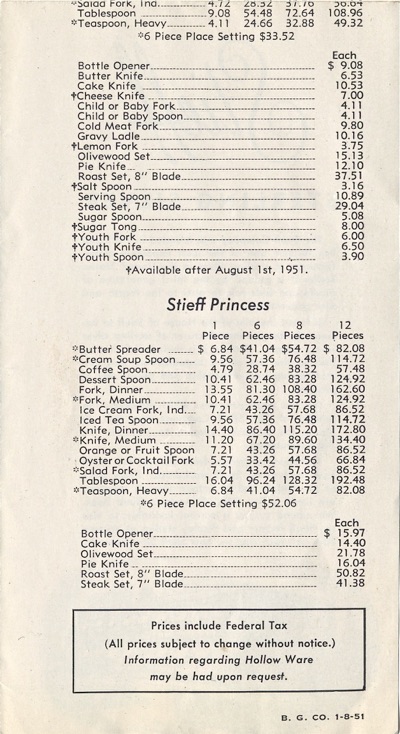 *Salad Fork, Ind. 4.72 28.32 37.76 56.64
Tablespoon 9.08 54.48 72.64 108.96
*Teaspoon, Heavy 4.11 24.66 32.88 49.32
*6 Piece Place Setting $33.52
Each
Bottle Opener $ 9.08
Butter Knife 6.53
Cake Knife 10.53
†Cheese Knife 7.00
Child or Baby Fork 4.11
Child or Baby Spoon 4.11
Cold Meat Fork 9.80
Gravy Ladle 10.16
†Lemon Fork 3.75
Olivewood Set 15.13
Pie Knife 12.10
Roast Set, 8" Blade 37.51
†Salt Spoon 3.16
Serving Spoon 10.89
Steak Set, 7" Blade 29.04
Sugar Spoon 5.08
†Sugar Tong 8.00
†Youth Fork 6.00
†Youth Knife 6.50
†Youth Spoon 3.90
†Available after August 1st, 1951.
Stieff Princess
1 6 8 12
Piece Pieces Pieces Pieces
*Butter Spreader $ 6.84 $41.04 $54.72 $ 82.08
*Cream Soup Spoon 9.56 57.36 76.48 114.72
Coffee Spoon 4.79 28.74 38.32 57.48
Dessert Spoon 10.41 62.46 83.28 124.92
Fork, Dinner 13.55 81.30 108.40 162.60
*Fork, Medium 10.41 62.46 83.28 124.92
Ice Cream Fork, Ind. 7.21 43.26 57.68 86.52
Iced Tea Spoon 9.56 57.36 76.48 114.72
Knife, Dinner 14.40 86.40 115.20 172.80
*Knife, Medium 11.20 67.20 89.60 134.40
Orange or Fruit Spoon 7.21 43.26 57.68 86.52
Oyster or Cocktail Fork 5.57 33.42 44.56 66.84
*Salad Fork, Ind. 7.21 43.26 57.68 86.52
Tablespoon 16.04 96.24 128.32 192.48
*Teaspoon, Heavy 6.84 41.04 54.72 82.08
*6 Piece Place Setting $52.06
Each
Bottle Opener $ 15.97
Cake Knife 14.40
Olivewood Set 21.78
Pie Knife 16.04
Roast Set, 8" Blade 50.82
Steak Set, 7" Blade 41.38
Prices include Federal Tax
(All prices subject to change without notice.)
Information regarding Hollow Ware
may be had upon request.
B. G. CO. 1-8-51